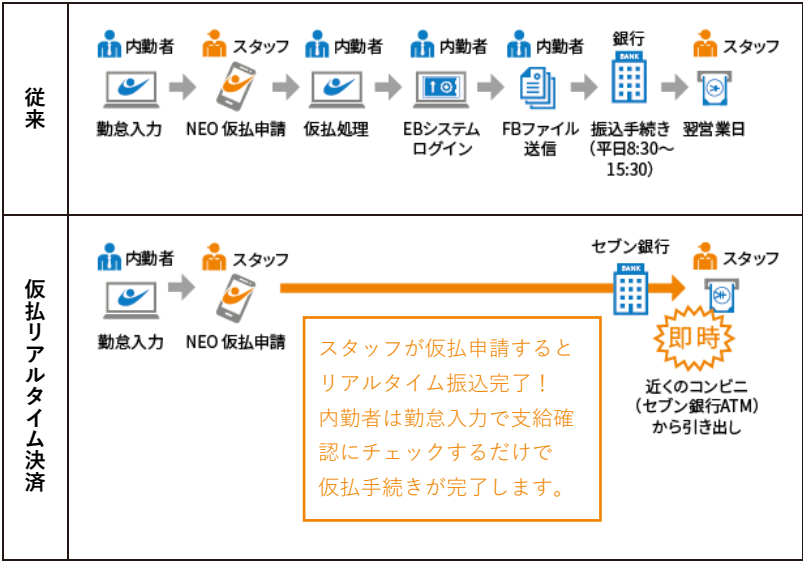 従来
内勤者
スタッフ
内勤者
内勤者
内勤者
銀行
スタッフ
BANK
勤怠入力
NEO 仮払申請
仮払処理
EBシステム
ログイン
FBファイル
送信
振込手続き
（平日8:30〜
15:30）
翌営業日
仮払リアルタイム決済
内勤者
スタッフ
セブン銀行
スタッフ
BANK
勤怠入力
NEO 仮払申請
スタッフが仮払申請すると
リアルタイム振込完了！
内勤者は勤怠入力で支給確
認にチェックするだけで
仮払手続きが完了します。
即時
近くのコンビニ
（セブン銀行ATM）
から引き出し